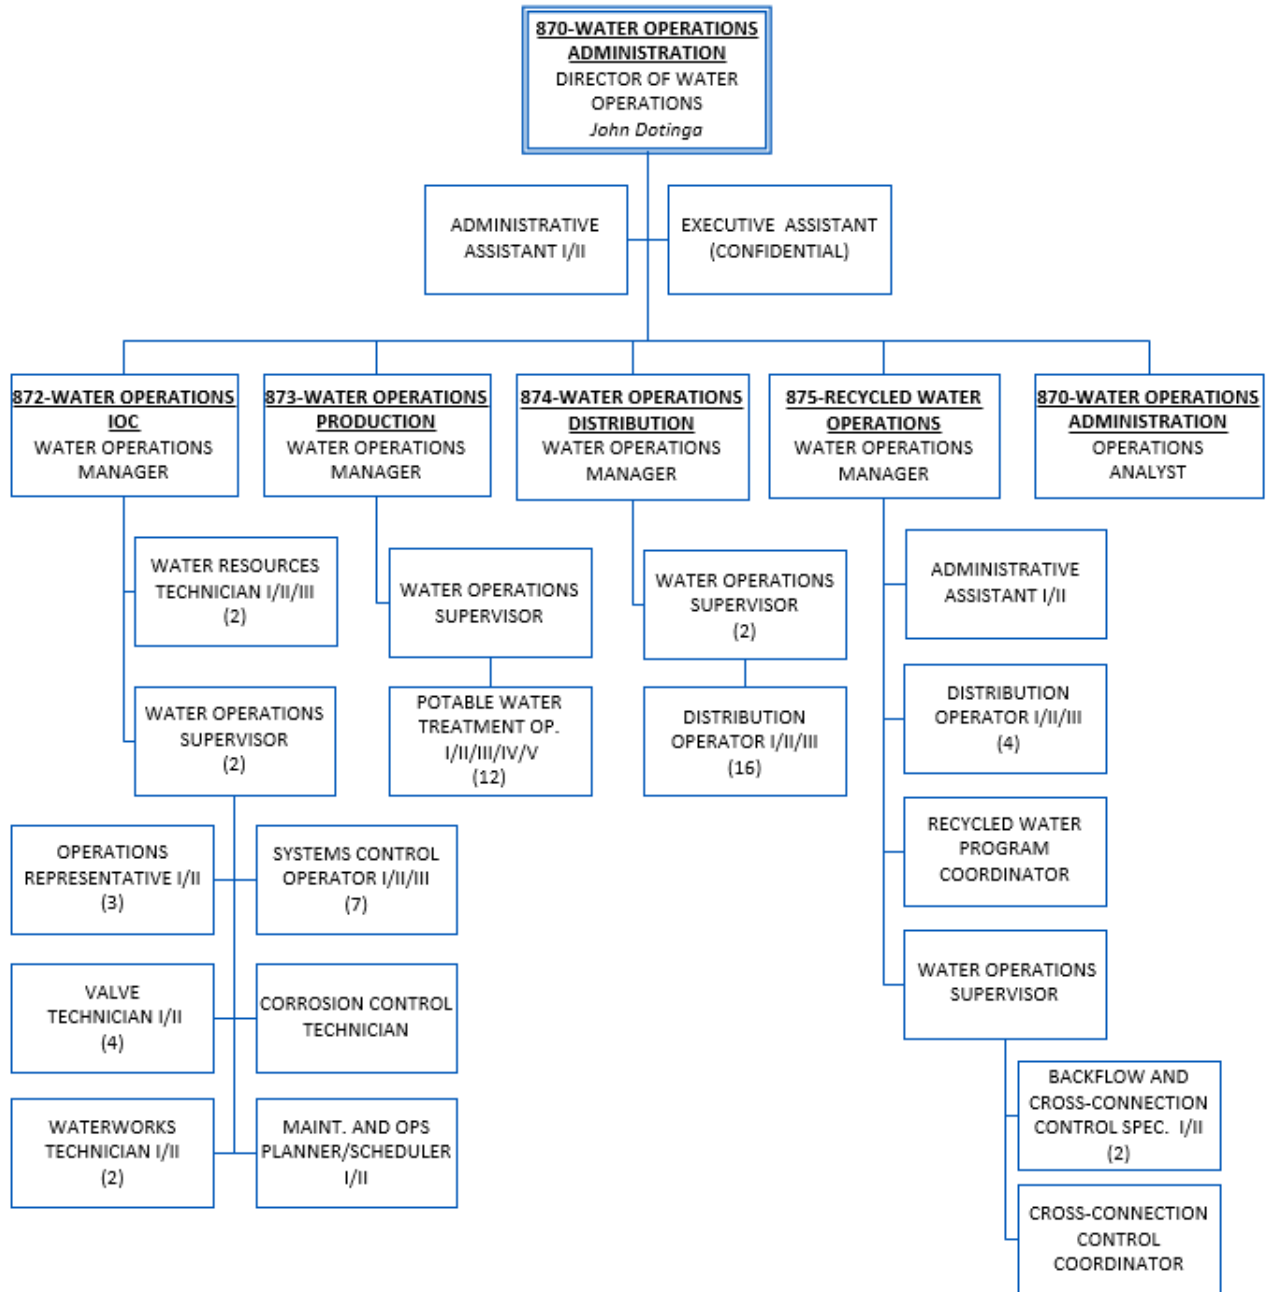 870-WATER OPERATIONS
ADMINISTRATION
DIRECTOR OF WATER
OPERATIONS
John Dotinga
ADMINISTRATIVE
ASSISTANT I/II
EXECUTIVE ASSISTANT
(CONFIDENTIAL)
872-WATER OPERATIONS
IOC
WATER OPERATIONS
MANAGER
873-WATER OPERATIONS
PRODUCTION
WATER OPERATIONS
MANAGER
874-WATER OPERATIONS
DISTRIBUTION
WATER OPERATIONS
MANAGER
875-RECYCLED WATER
OPERATIONS
WATER OPERATIONS
MANAGER
870-WATER OPERATIONS
ADMINISTRATION
OPERATIONS
ANALYST
WATER RESOURCES
TECHNICIAN I/II/III
(2)
WATER OPERATIONS
SUPERVISOR
(2)
OPERATIONS
REPRESENTATIVE I/II
(3)
SYSTEMS CONTROL
OPERATOR I/II/III
(7)
VALVE
TECHNICIAN I/II
(4)
CORROSION CONTROL
TECHNICIAN
WATERWORKS
TECHNICIAN I/II
(2)
MAINT. AND OPS
PLANNER/SCHEDULER
I/II
WATER OPERATIONS
SUPERVISOR
POTABLE WATER
TREATMENT OP.
I/II/III/IV/V
(12)
WATER OPERATIONS
SUPERVISOR
(2)
DISTRIBUTION
OPERATOR I/II/III
(16)
ADMINISTRATIVE
ASSISTANT I/II
DISTRIBUTION
OPERATOR I/II/III
(4)
RECYCLED WATER
PROGRAM
COORDINATOR
WATER OPERATIONS
SUPERVISOR
BACKFLOW AND
CROSS-CONNECTION
CONTROL SPEC. I/II
(2)
CROSS-CONNECTION
CONTROL
COORDINATOR